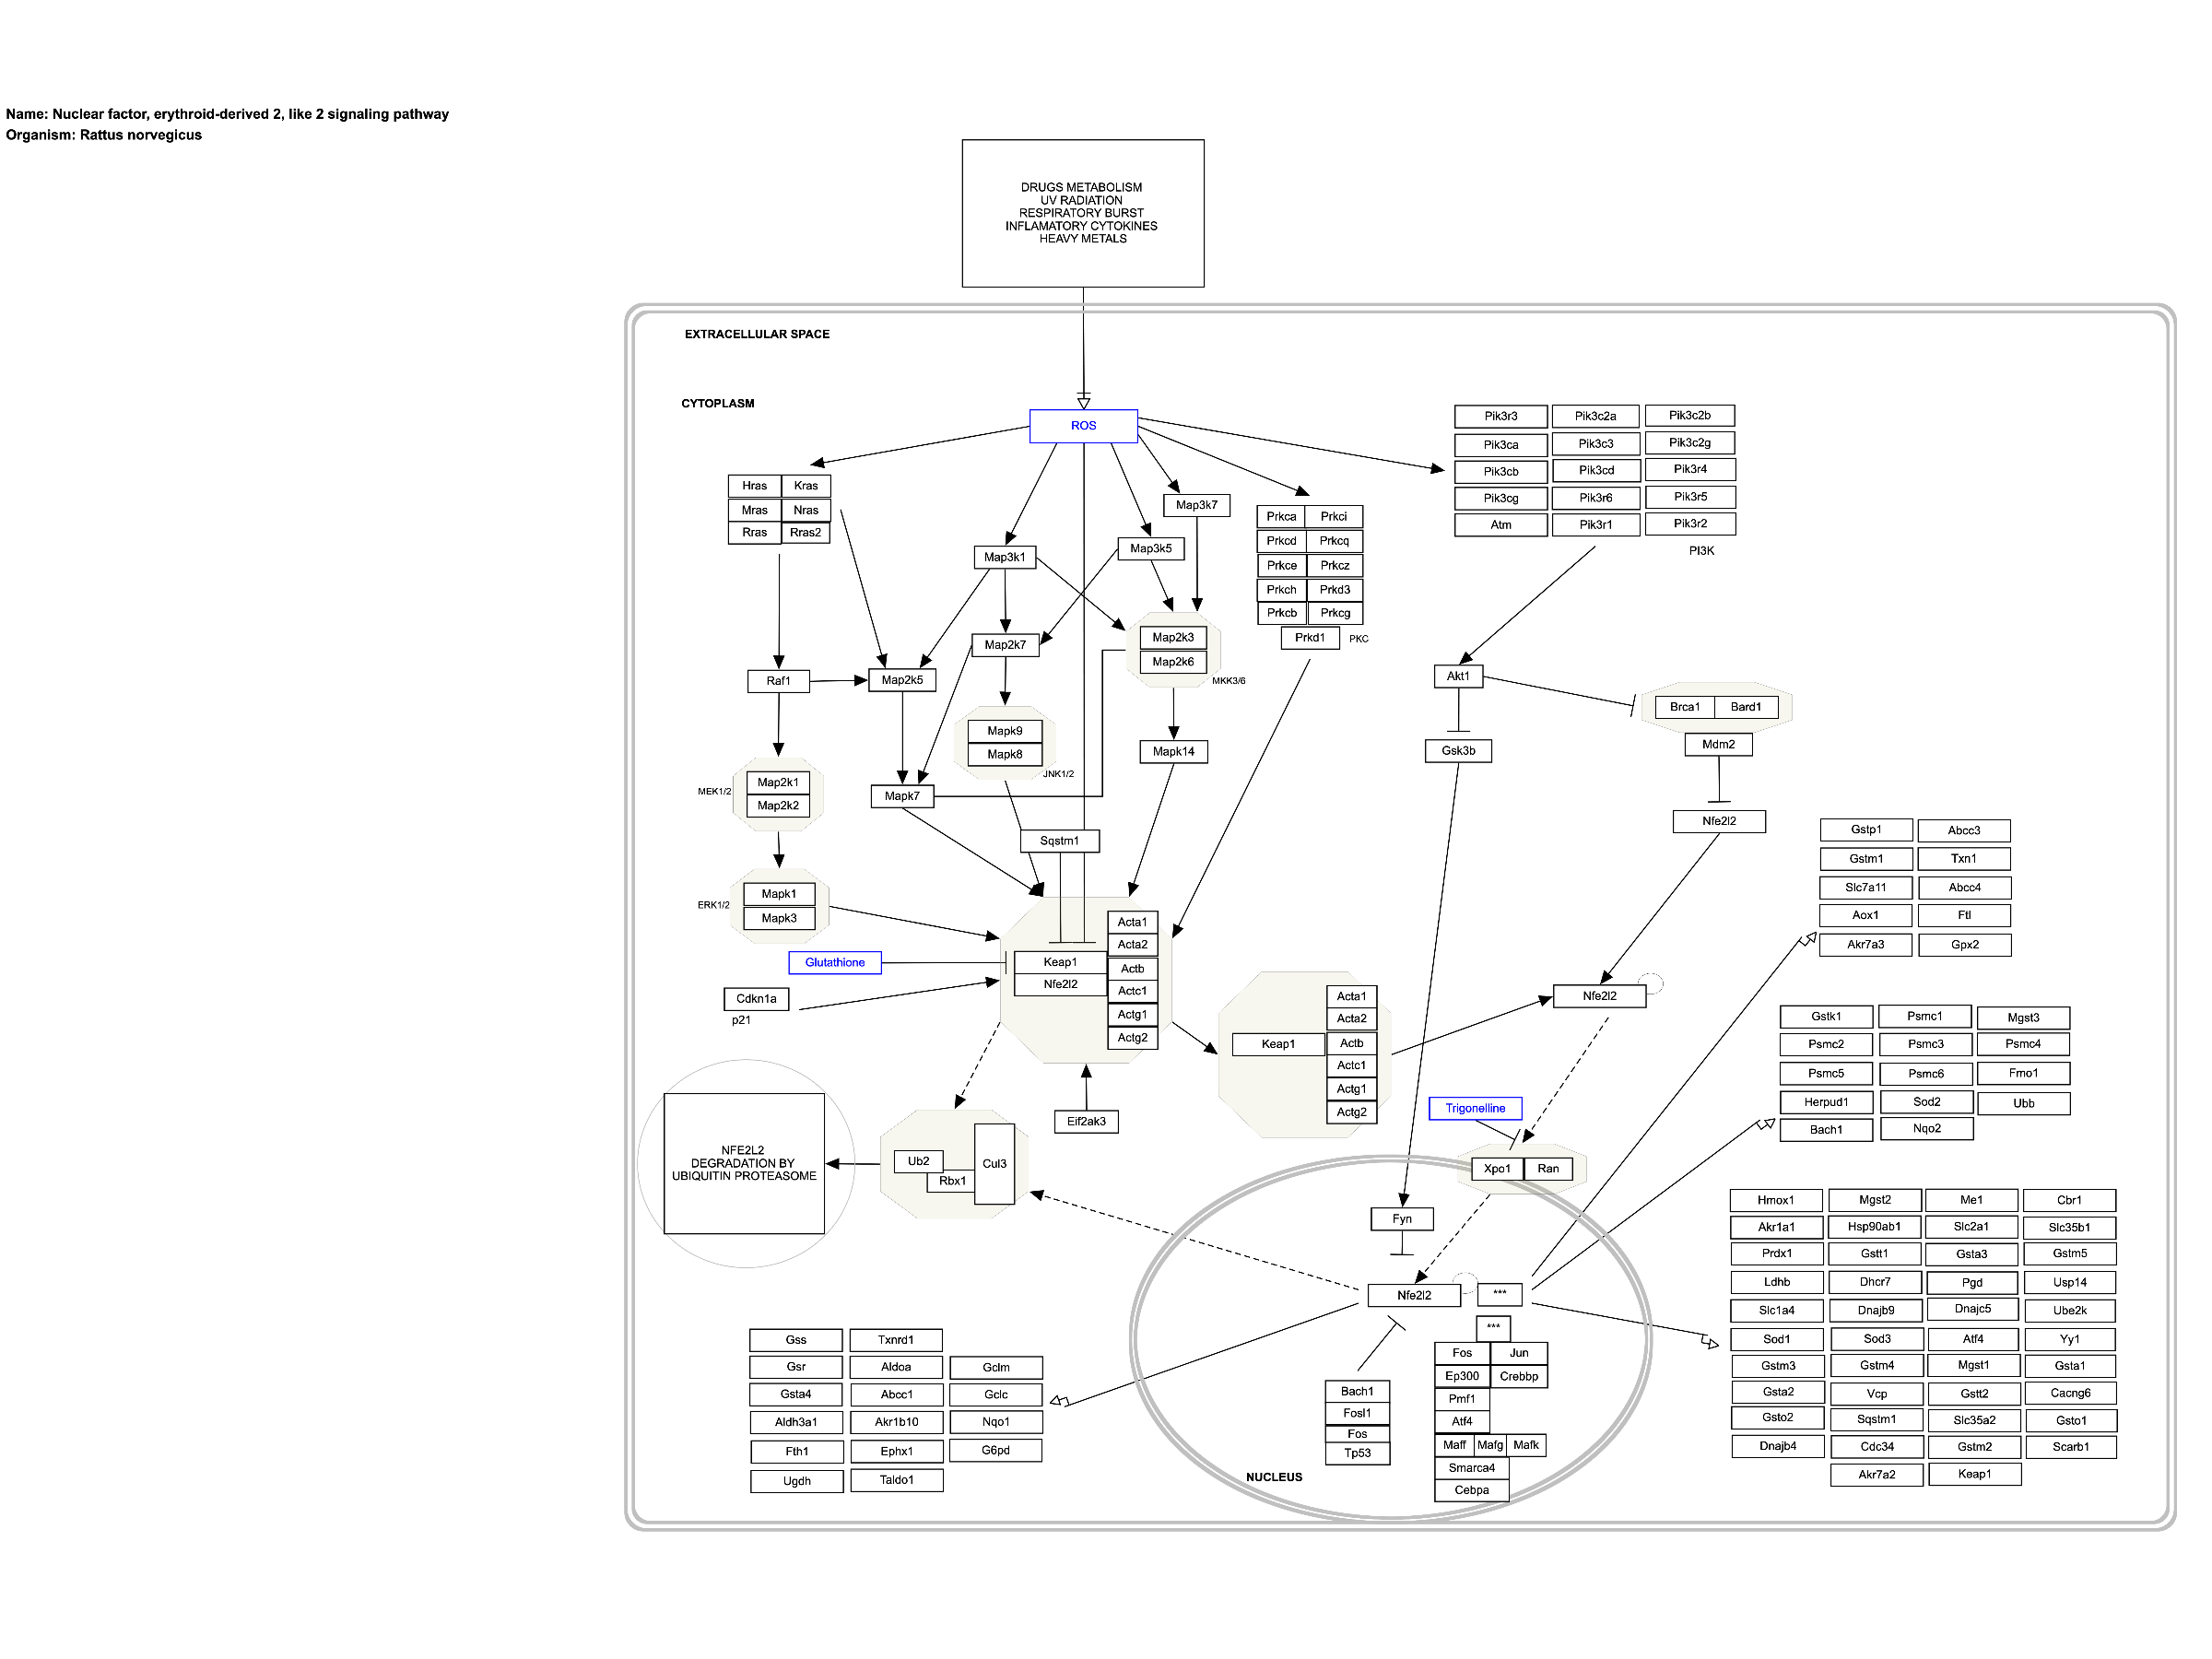 Name: Nuclear factor, erythroid-derived 2, like 2 signaling pathway
Organism: Rattus norvegicus
DRUGS METABOLISM
UV RADIATION
RESPIRATORY BURST
INFLAMATORY CYTOKINES
HEAVY METALS
EXTRACELLULAR SPACE
CYTOPLASM
ROS
Hras Kras
Mras Nras
Rras Rras2
Map3k1
Map3k5
Map3k7
Prkca Prkci
Prkcd Prkcq
Prkce Prkcz
Prkch Prkd3
Prkcb Prkcg
Prkd1 PKC
Pik3r3 Pik3c2a Pik3c2b
Pik3ca Pik3c3 Pik3c2g
Pik3cb Pik3cd Pik3r4
Pik3cg Pik3r6 Pik3r5
Atm Pik3r1 Pik3r2
PI3K
Raf1
Map2k5
Map2k7
Map2k3
Map2k6
MKK3/6
Akt1
Brca1 Bard1
Mdm2
Mapk9
Mapk8
JNK1/2
Mapk14
Gsk3b
MEK1/2
Map2k1
Map2k2
Mapk7
Sqstm1
Nfe2l2
ERK1/2
Mapk1
Mapk3
Glutathione
Cdkn1a
p21
Keap1
Nfe2l2
Acta1
Acta2
Actb
Actc1
Actg1
Actg2
Keap1
Acta1
Acta2
Actb
Actc1
Actg1
Actg2
Nfe2l2
Eif2ak3
Trigonelline
Xpo1 Ran
NFE2L2
DEGRADATION BY
UBIQUITIN PROTEASOME
Ub2
Rbx1
Cul3
Fyn
Nfe2l2
***
***
Fos Jun
Ep300 Crebbp
Pmf1
Atf4
Maff Mafg Mafk
Smarca4
Cebpa
Bach1
Fosl1
Fos
Tp53
NUCLEUS
Gstp1 Abcc3
Gstm1 Txn1
Slc7a11 Abcc4
Aox1 Ftl
Akr7a3 Gpx2
Gstk1 Psmc1 Mgst3
Psmc2 Psmc3 Psmc4
Psmc5 Psmc6 Fmo1
Herpud1 Sod2 Ubb
Bach1 Nqo2
Hmox1 Mgst2 Me1 Cbr1
Akr1a1 Hsp90ab1 Slc2a1 Slc35b1
Prdx1 Gstt1 Gsta3 Gstm5
Ldhb Dhcr7 Pgd Usp14
Slc1a4 Dnajb9 Dnajc5 Ube2k
Sod1 Sod3 Atf4 Yy1
Gstm3 Gstm4 Mgst1 Gsta1
Gsta2 Vcp Gstt2 Cacng6
Gsto2 Sqstm1 Slc35a2 Gsto1
Dnajb4 Cdc34 Gstm2 Scarb1
Akr7a2 Keap1
Gss Txnrd1
Gsr Aldoa Gclm
Gsta4 Abcc1 Gclc
Aldh3a1 Akr1b10 Nqo1
Fth1 Ephx1 G6pd
Ugdh Taldo1